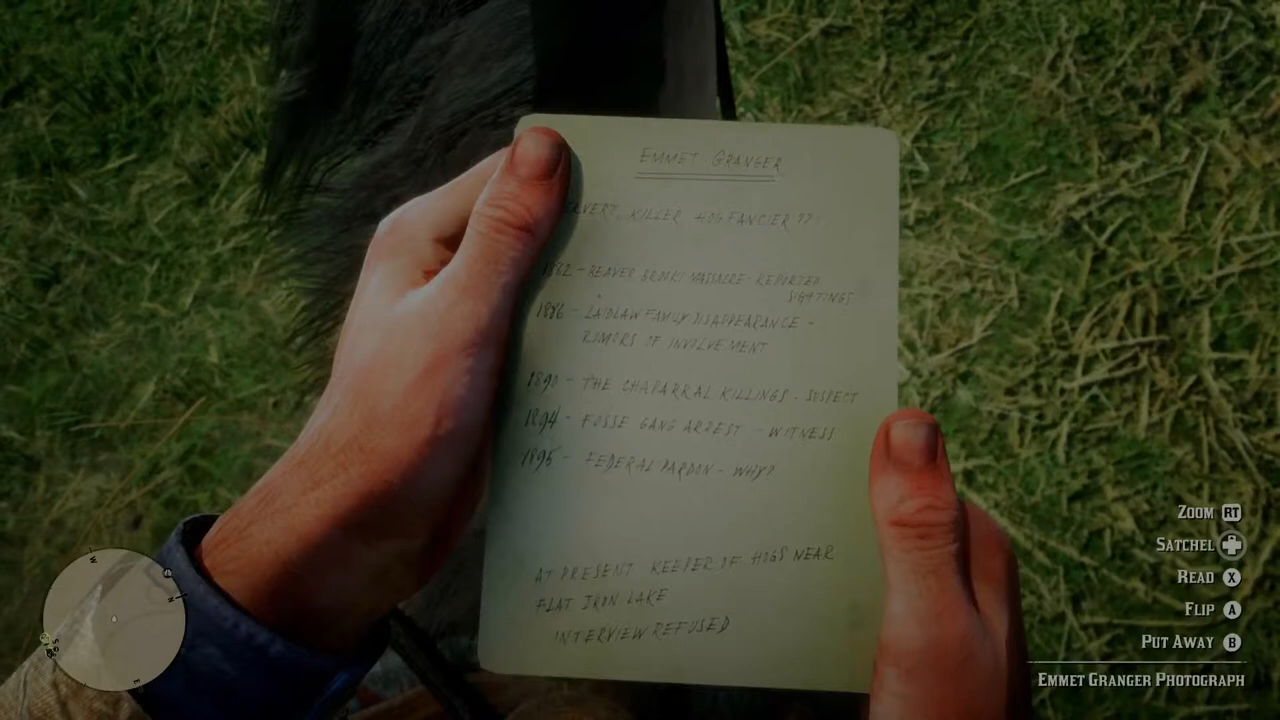 EMMET GRANGER
KILLER, HOG FANCIER ??
1882 - BEAVER BROOK MASSACRE - REPORTED
SIGHTINGS
1886 - LAIDLAW FAMILY DISAPPEARANCE -
RUMORS OF INVOLVEMENT
1890 - THE CHAPARRAL KILLINGS - SUSPECT
1894 - FOSSE GANG ARREST - WITNESS
1895 - FEDERAL PARDON - WHY?
AT PRESENT KEEPER OF HOGS NEAR
FLAT IRON LAKE
INTERVIEW REFUSED
ZOOM RT
SATCHEL
READ X
FLIP A
PUT AWAY B
EMMET GRANGER PHOTOGRAPH